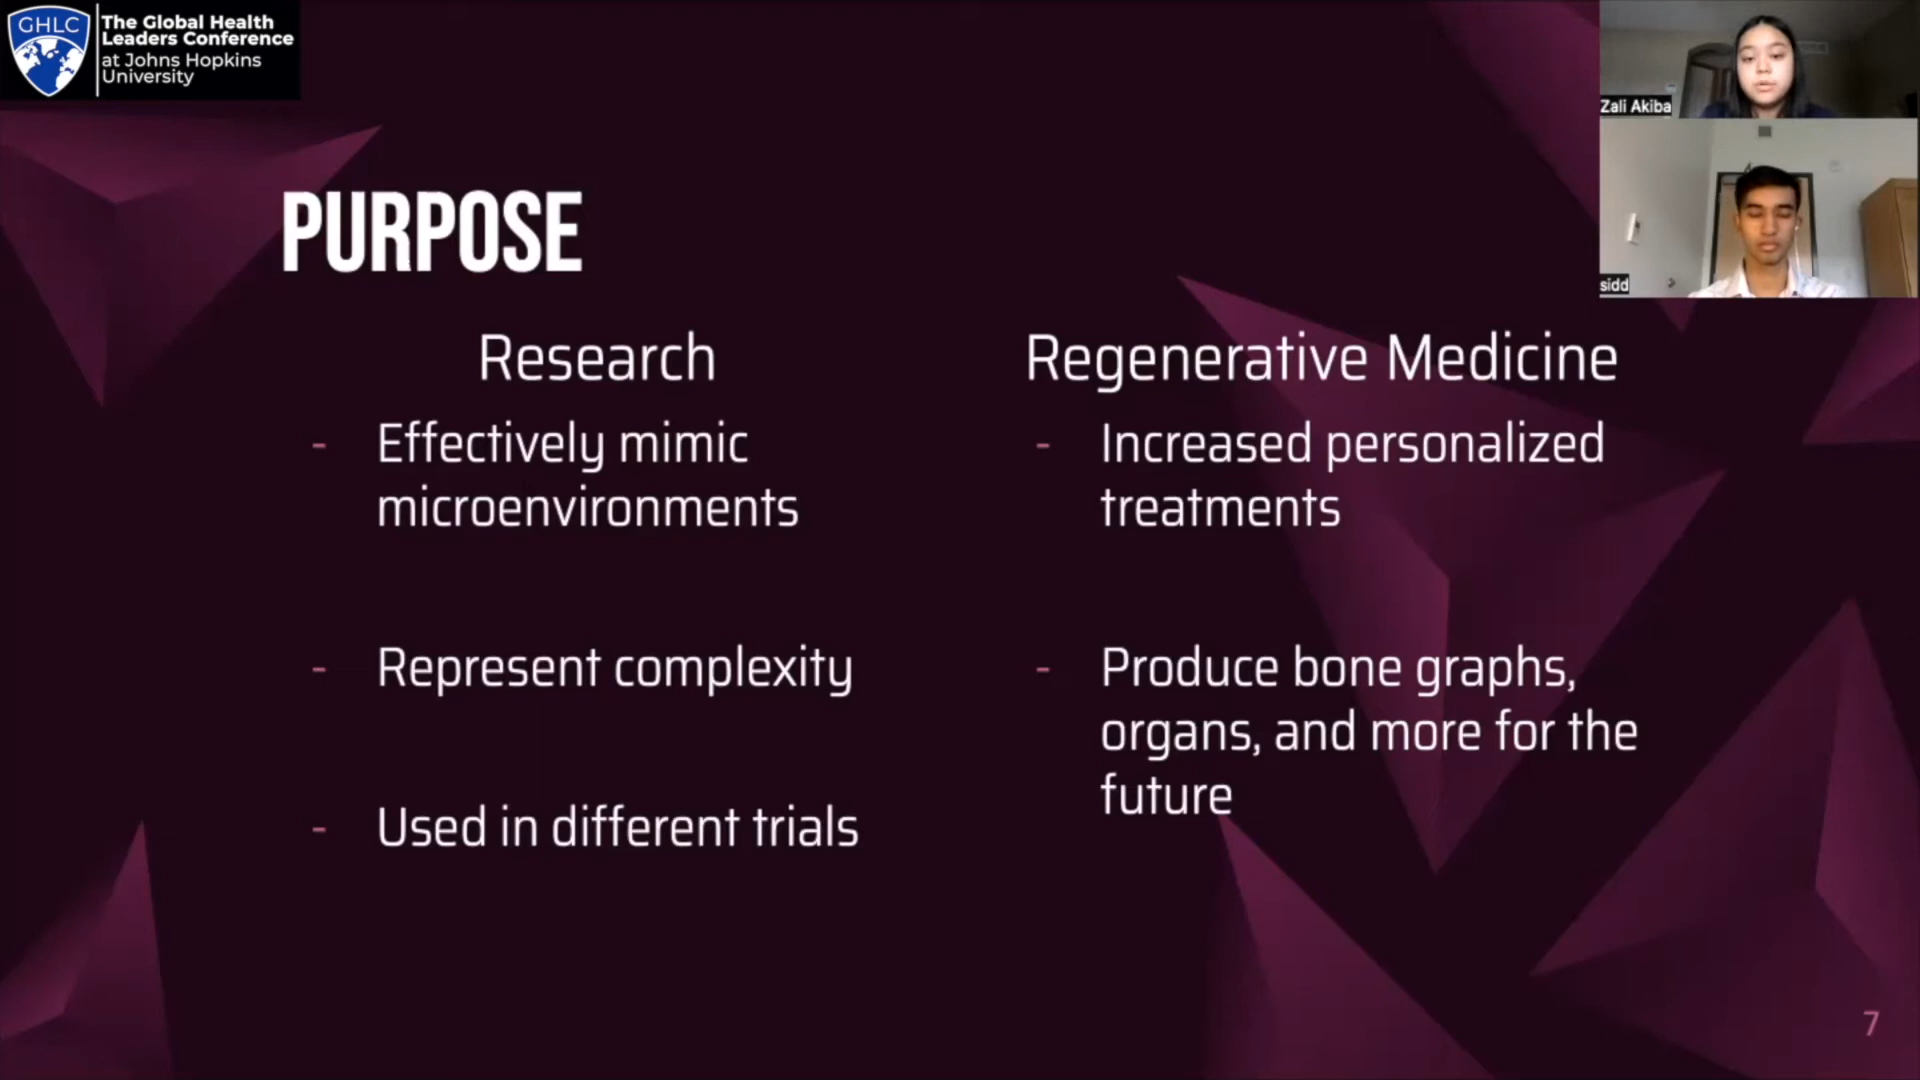 GHLC
The Global Health
Leaders Conference
at Johns Hopkins
University
Zali Akiba
sidd
PURPOSE
Research
- Effectively mimic
microenvironments
- Represent complexity
- Used in different trials
Regenerative Medicine
- Increased personalized
treatments
- Produce bone graphs,
organs, and more for the
future
7